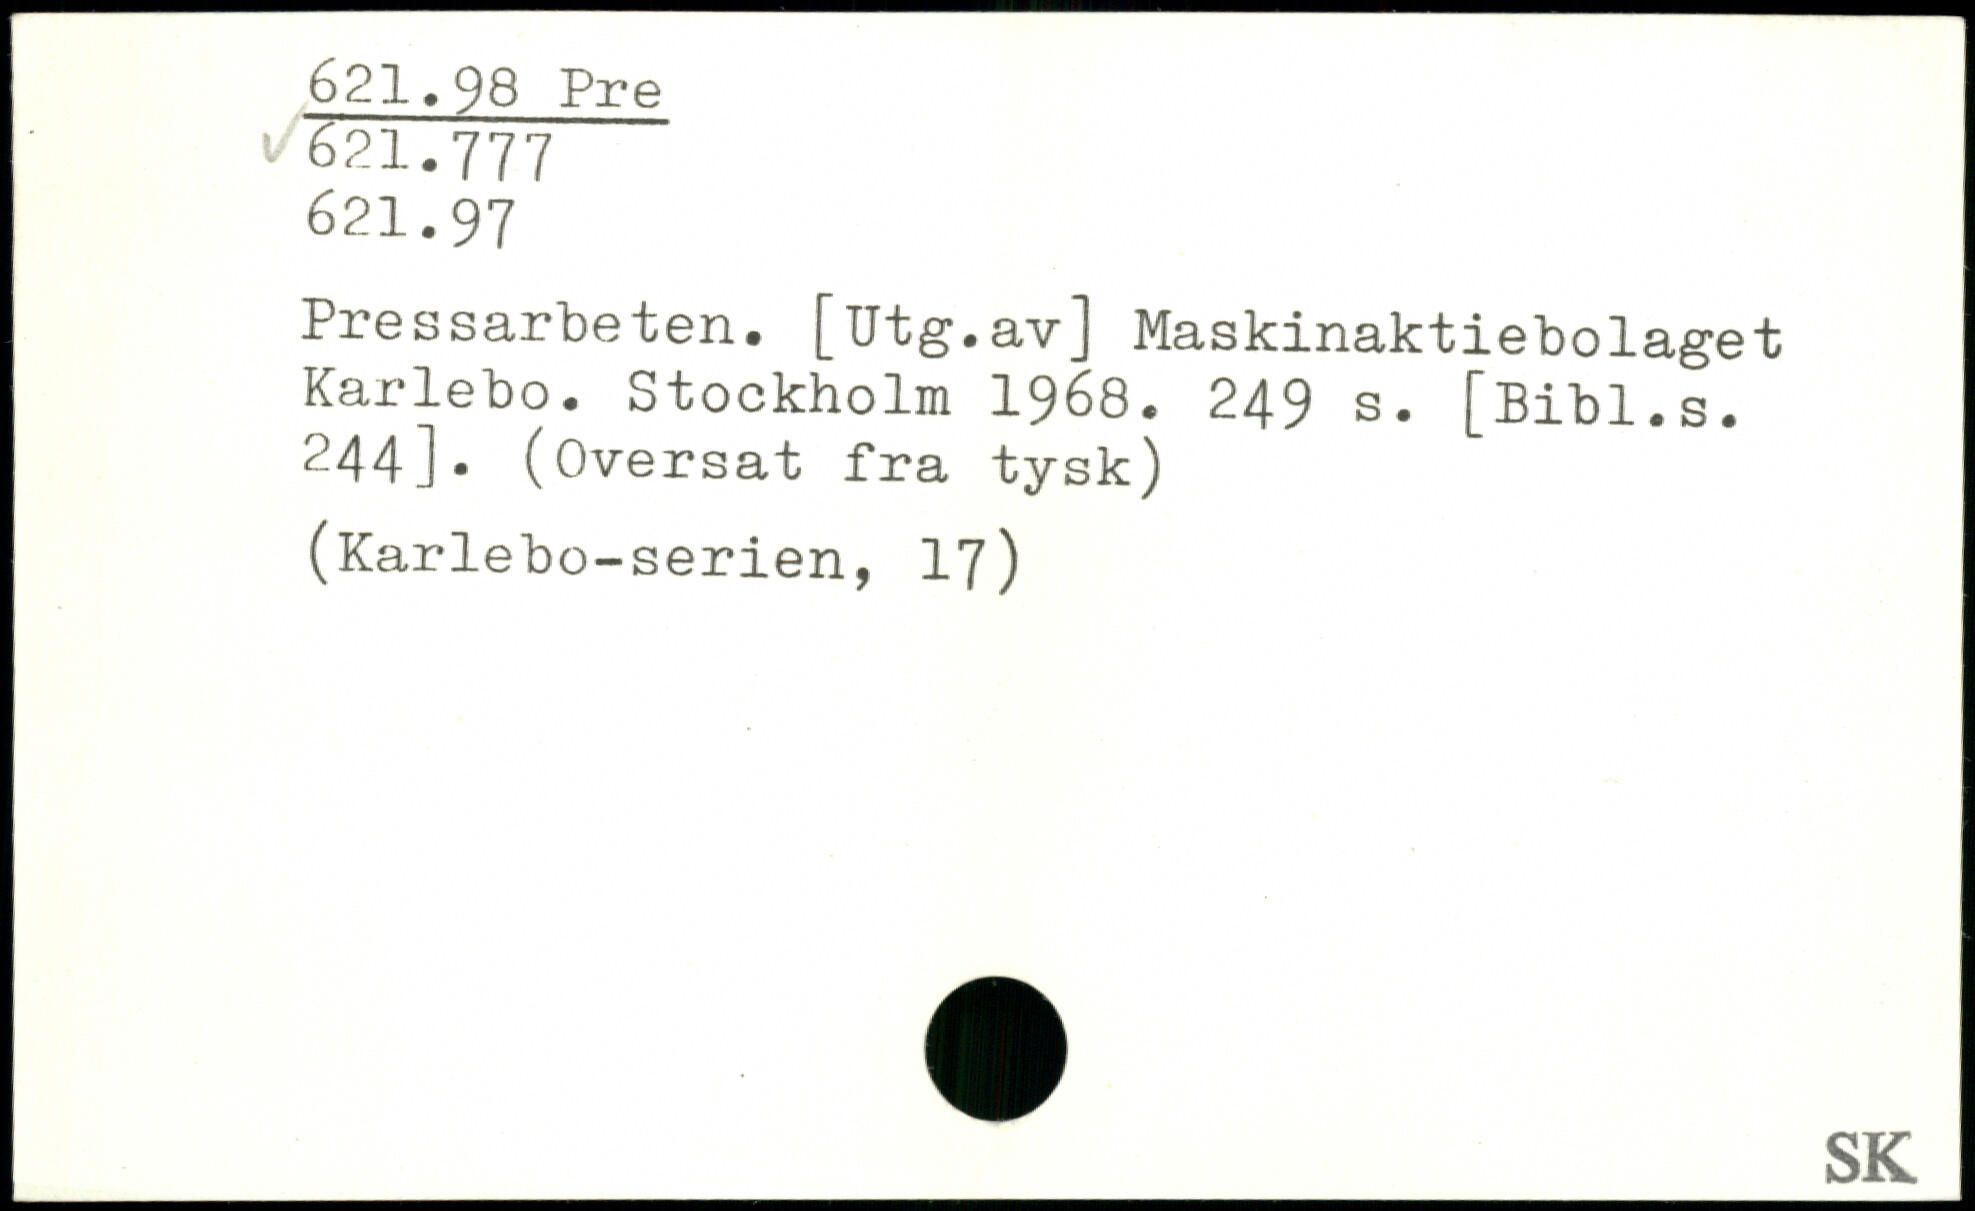 621.98 Pre
✓ 621.777
621.97
Pressarbeten. [Utg.av] Maskinaktiebolaget
Karlebo. Stockholm 1968. 249 s. [Bibl.s.
244]. (Oversat fra tysk)
(Karlebo-serien, 17)
SK